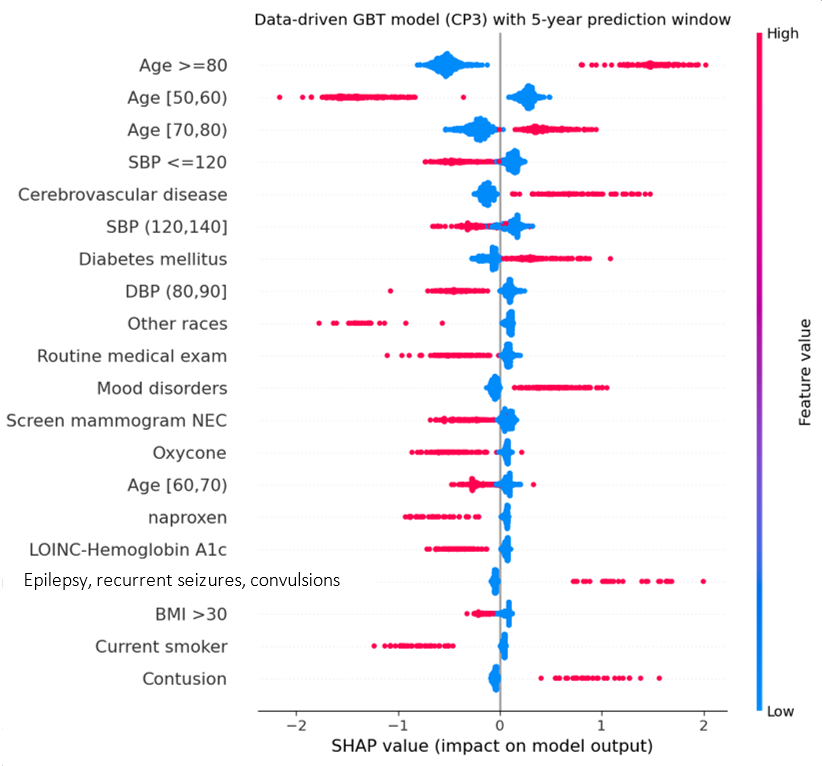 Data-driven GBT model (CP3) with 5-year prediction window
High
Age >=80
Age [50,60)
Age [70,80)
SBP <=120
Cerebrovascular disease
SBP (120,140]
Diabetes mellitus
DBP (80,90]
Other races
Routine medical exam
Mood disorders
Screen mammogram NEC
Oxycone
Age [60,70)
naproxen
LOINC-Hemoglobin A1c
Epilepsy, recurrent seizures, convulsions
BMI >30
Current smoker
Contusion
Feature value
Low
−2 −1 0 1 2
SHAP value (impact on model output)